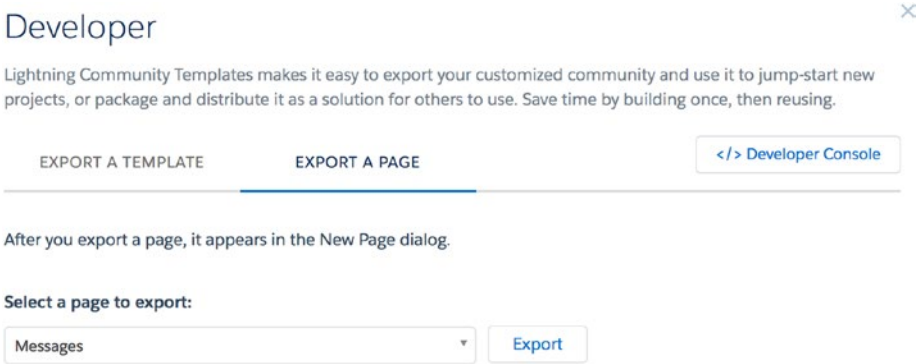 Developer
Lightning Community Templates makes it easy to export your customized community and use it to jump-start new
projects, or package and distribute it as a solution for others to use. Save time by building once, then reusing.
EXPORT A TEMPLATE EXPORT A PAGE </> Developer Console
After you export a page, it appears in the New Page dialog.
Select a page to export:
Messages Export